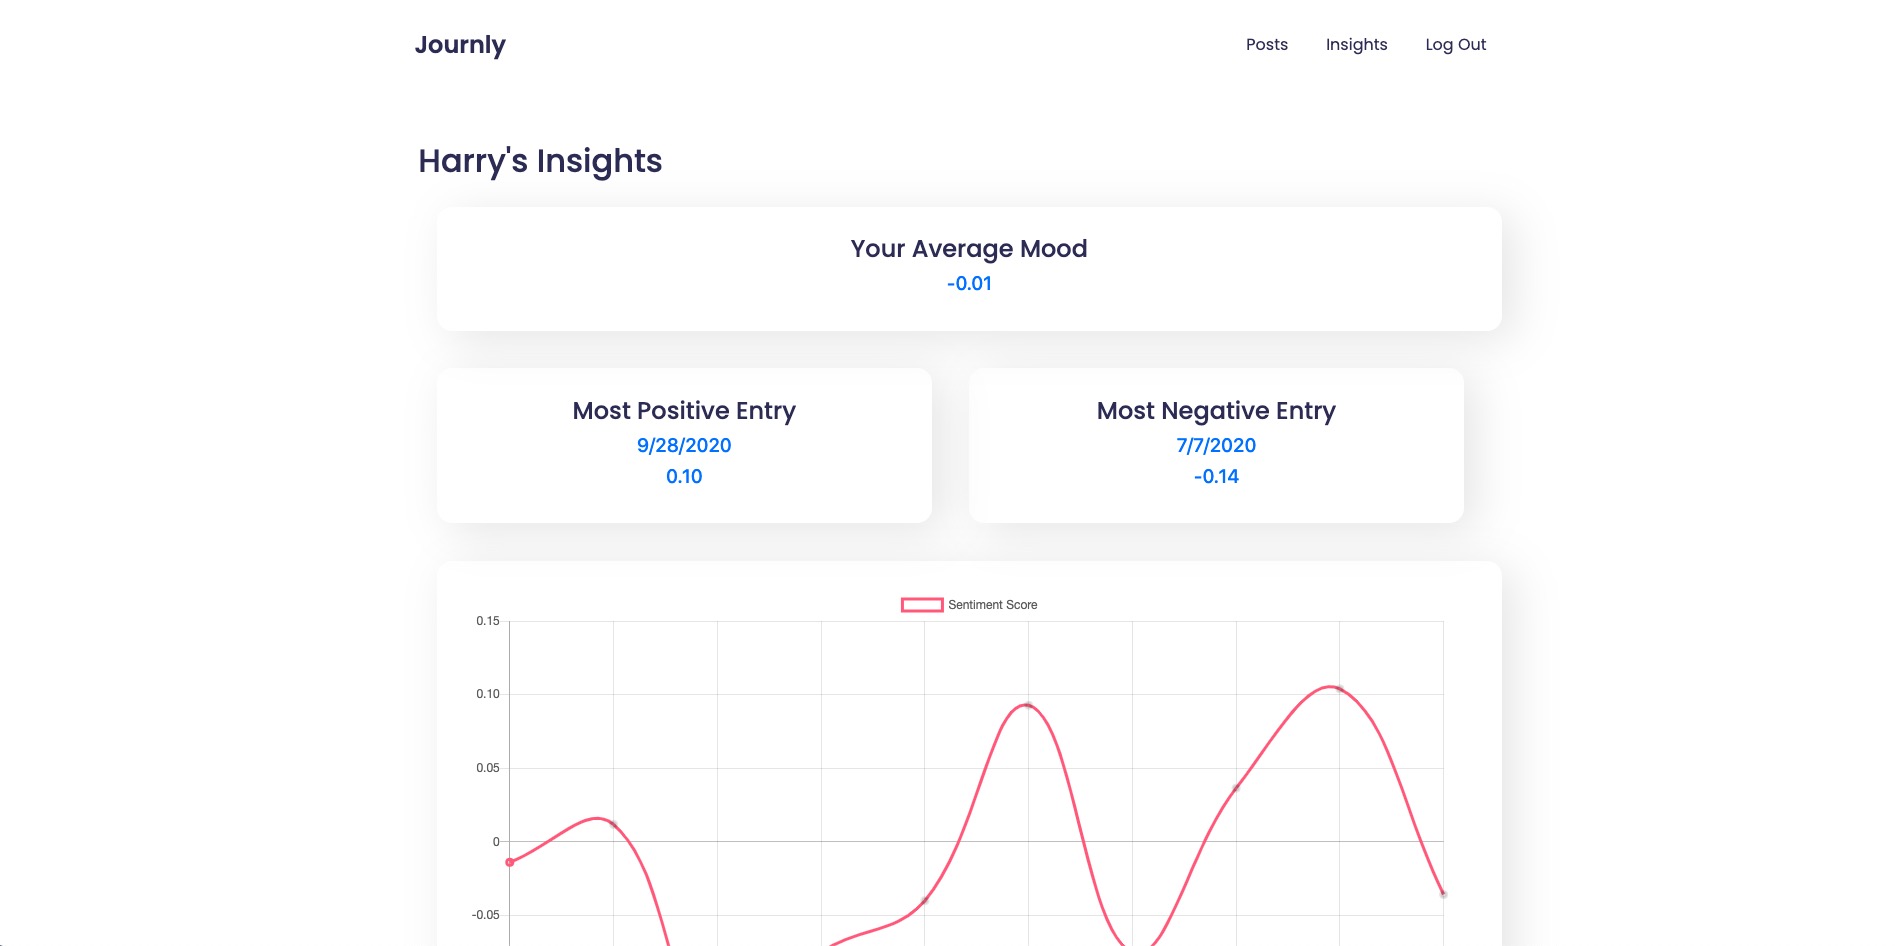 Journly
Posts Insights Log Out
Harry's Insights
Your Average Mood
-0.01
Most Positive Entry
9/28/2020
0.10
Most Negative Entry
7/7/2020
-0.14
Sentiment Score
0.15
0.10
0.05
0
-0.05